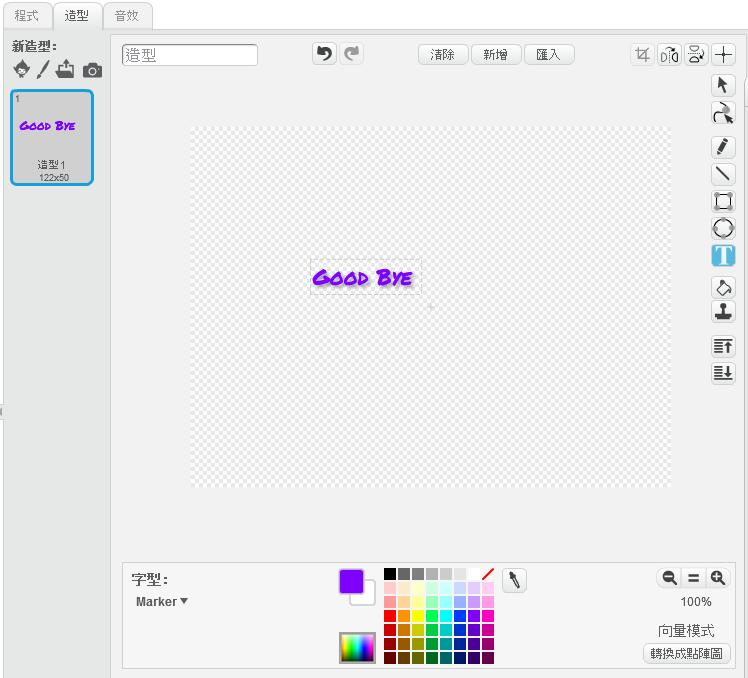 程式 造型 音效
新造型:
造型
清除 新增 匯入
1
Good Bye
造型1
122x50
Good Bye
T
字型:
Marker
100%
向量模式
轉換成點陣圖